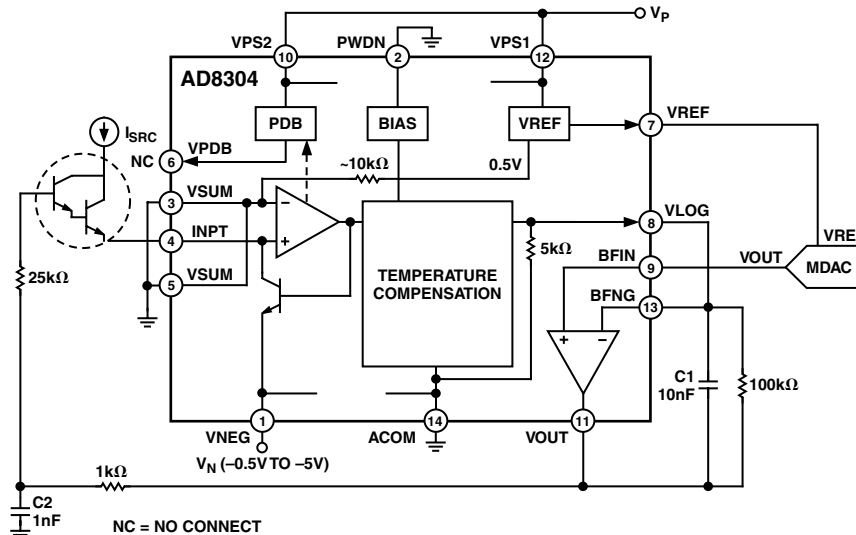 V_P
VPS2
PWDN
VPS1
10
2
12
AD8304
I_SRC
PDB
BIAS
VREF
7
VREF
VPDB
NC
6
~10kΩ
0.5V
3
VSUM
–
VLOG
8
4
INPT
+
5kΩ
VRE
25kΩ
BFIN
9
VOUT
MDAC
5
VSUM
TEMPERATURE
COMPENSATION
BFNG
13
+
–
C1
10nF
100kΩ
1
14
11
VNEG
ACOM
VOUT
V_N (–0.5V TO –5V)
1kΩ
C2
1nF
NC = NO CONNECT